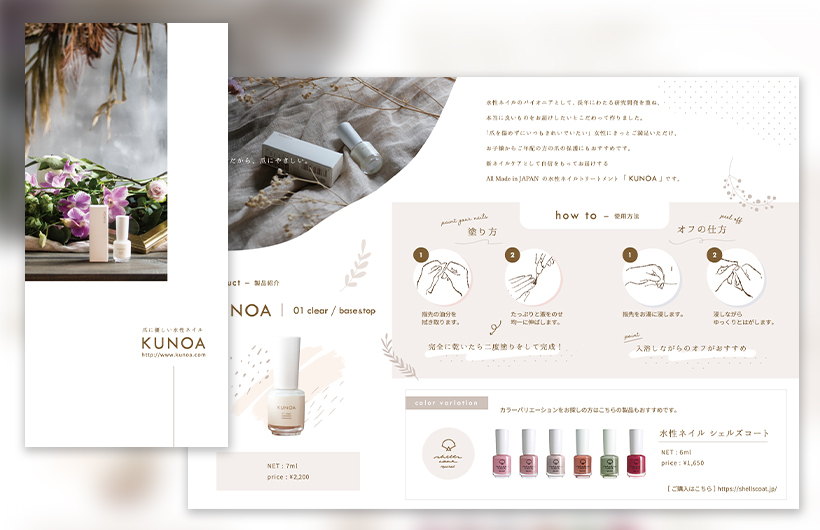 爪に優しい水性ネイル
KUNOA
http://www.kunoa.com
だから、爪にやさしい。
水性ネイルのパイオニアとして、長年にわたる研究開発を重ね、
本当に良いものをお届けしたいとこだわって作りました。
「爪を傷めずにいつもきれいでいたい」女性にきっとご満足いただけ、
お子様からご年配の方の爪の保護にもおすすめです。
新ネイルケアとして自信をもってお届けする
All Made in JAPAN の水性ネイルトリートメント「 KUNOA 」です。
how to – 使用方法
paint your nails
塗り方
1
指先の油分を
拭き取ります。
2
たっぷりと液をのせ
均一に伸ばします。
完全に乾いたら二度塗りをして完成！
peel off
オフの仕方
1
指先をお湯に浸します。
2
浸しながら
ゆっくりとはがします。
point
入浴しながらのオフがおすすめ
uct – 製品紹介
NOA | 01 clear / base&top
KUNOA
NET : 7ml
price : ¥2,200
color variation
カラーバリエーションをお探しの方はこちらの製品もおすすめです。
shells
coat
水性ネイル シェルズコート
NET : 6ml
price : ¥1,650
[ ご購入はこちら ] https://shellscoat.jp/